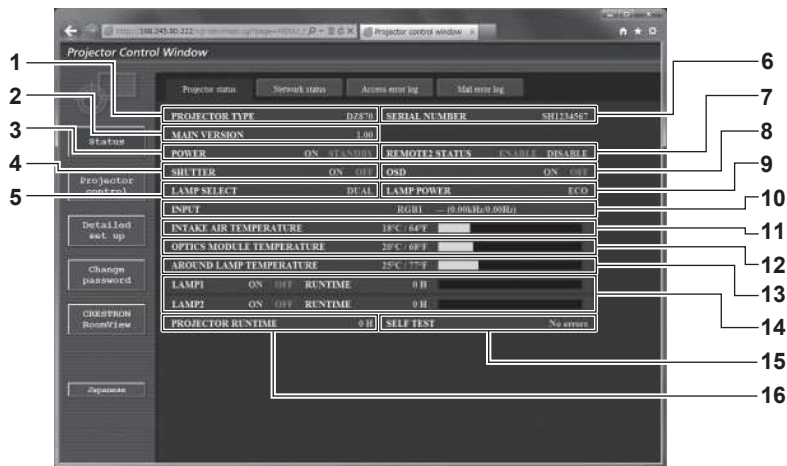 Projector control window
Projector Control Window
Projector status Network status Access error log Mail error log
Status
Projector control
Detailed set up
Change password
CRESTRON RoomView
Japanese
PROJECTOR TYPE DZ870 SERIAL NUMBER SH1234567
MAIN VERSION 1.00
POWER ON STANDBY REMOTE2 STATUS ENABLE DISABLE
SHUTTER ON OFF OSD ON OFF
LAMP SELECT DUAL LAMP POWER ECO
INPUT RGB1 — (0.00kHz/0.00Hz)
INTAKE AIR TEMPERATURE 18°C / 64°F
OPTICS MODULE TEMPERATURE 20°C / 68°F
AROUND LAMP TEMPERATURE 25°C / 77°F
LAMP1 ON OFF RUNTIME 0 H
LAMP2 ON OFF RUNTIME 0 H
PROJECTOR RUNTIME 0 H SELF TEST No errors
1
2
3
4
5
6
7
8
9
10
11
12
13
14
15
16